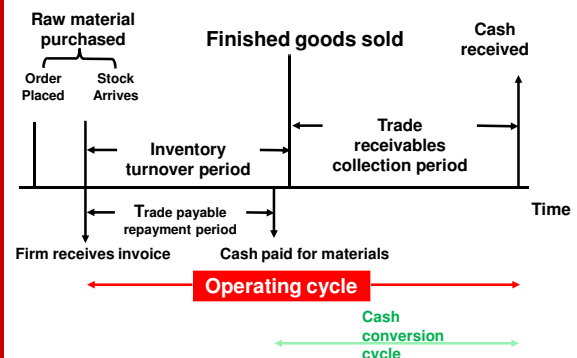 Raw material
purchased
Order
Placed
Stock
Arrives
Finished goods sold
Cash
received
Inventory
turnover period
Trade
receivables
collection period
Time
Trade payable
repayment period
Firm receives invoice
Cash paid for materials
Operating cycle
Cash
conversion
cycle